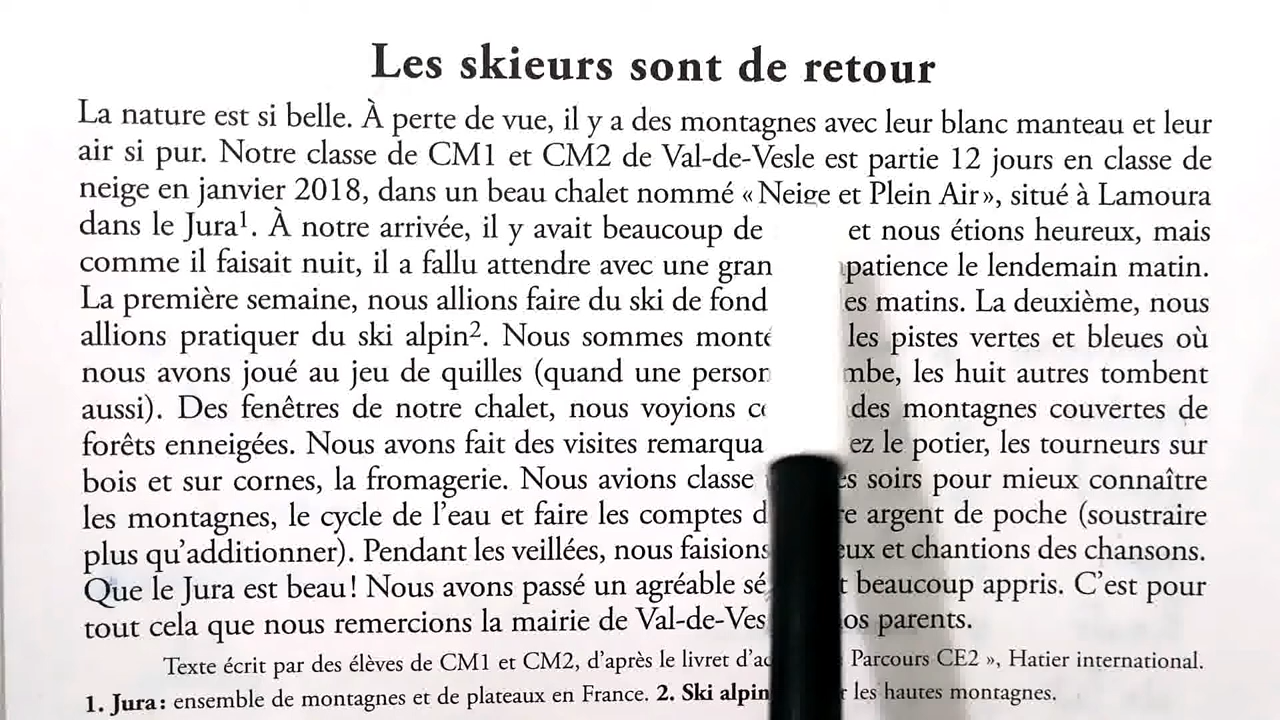 Les skieurs sont de retour
La nature est si belle. À perte de vue, il y a des montagnes avec leur blanc manteau et leur
air si pur. Notre classe de CM1 et CM2 de Val-de-Vesle est partie 12 jours en classe de
neige en janvier 2018, dans un beau chalet nommé « Neige et Plein Air», situé à Lamoura
dans le Jura¹. À notre arrivée, il y avait beaucoup de et nous étions heureux, mais
comme il faisait nuit, il a fallu attendre avec une patience le lendemain matin.
La première semaine, nous allions faire du ski de fond matins. La deuxième, nous
allions pratiquer du ski alpin². Nous sommes les pistes vertes et bleues où
nous avons joué au jeu de quilles (quand une les huit autres tombent
aussi). Des fenêtres de notre chalet, nous voyions des montagnes couvertes de
forêts enneigées. Nous avons fait des visites le potier, les tourneurs sur
bois et sur cornes, la fromagerie. Nous avions classe soirs pour mieux connaître
les montagnes, le cycle de l'eau et faire les comptes argent de poche (soustraire
plus qu'additionner). Pendant les veillées, nous faisions et chantions des chansons.
Que le Jura est beau! Nous avons passé un agréable beaucoup appris. C'est pour
tout cela que nous remercions la mairie de parents.
Texte écrit par des élèves de CM1 et CM2, d'après le livret Parcours CE2 », Hatier international.
1. Jura: ensemble de montagnes et de plateaux en France. 2. Ski alpin les hautes montagnes.